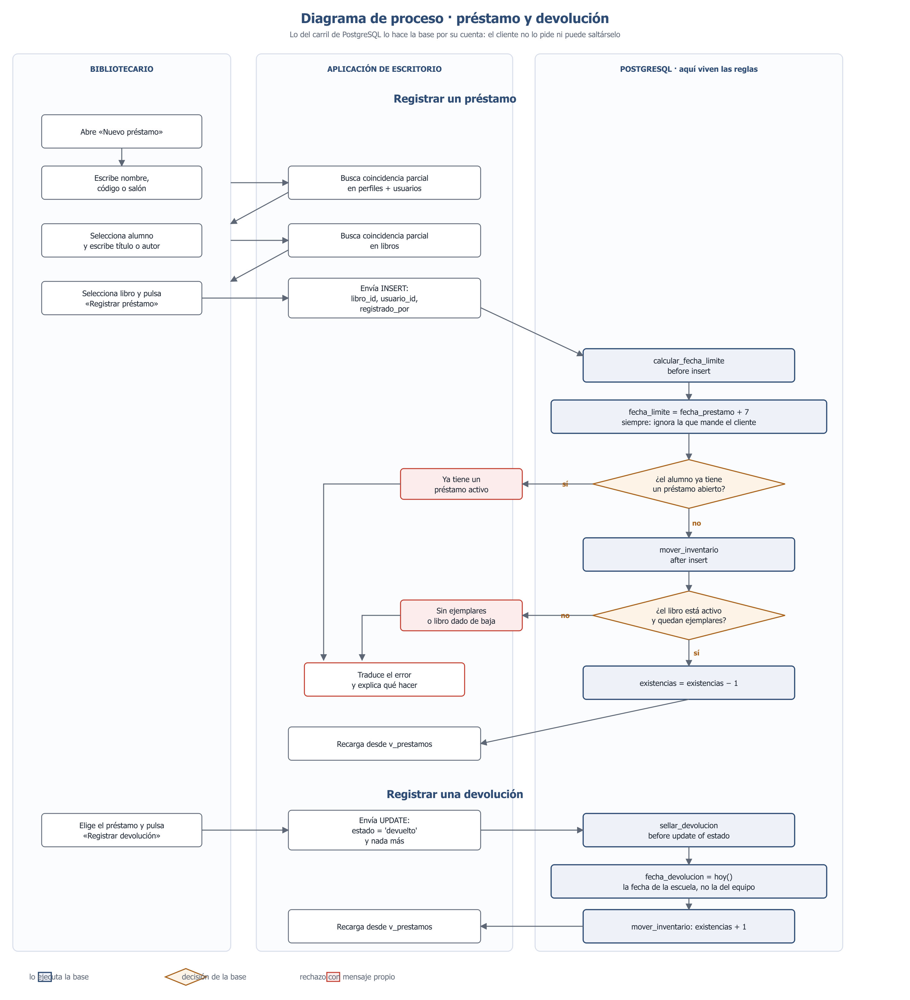 Diagrama de proceso · préstamo y devolución
Lo del carril de PostgreSQL lo hace la base por su cuenta: el cliente no lo pide ni puede saltárselo
BIBLIOTECARIO
APLICACIÓN DE ESCRITORIO
POSTGRESQL · aquí viven las reglas
Registrar un préstamo
Abre «Nuevo préstamo»
Escribe nombre,
código o salón
Busca coincidencia parcial
en perfiles + usuarios
Selecciona alumno
y escribe título o autor
Busca coincidencia parcial
en libros
Selecciona libro y pulsa
«Registrar préstamo»
Envía INSERT:
libro_id, usuario_id,
registrado_por
calcular_fecha_limite
before insert
fecha_limite = fecha_prestamo + 7
siempre: ignora la que mande el cliente
¿el alumno ya tiene
un préstamo abierto?
sí
Ya tiene un
préstamo activo
no
mover_inventario
after insert
¿el libro está activo
y quedan ejemplares?
no
Sin ejemplares
o libro dado de baja
sí
Traduce el error
y explica qué hacer
existencias = existencias − 1
Recarga desde v_prestamos
Registrar una devolución
Elige el préstamo y pulsa
«Registrar devolución»
Envía UPDATE:
estado = 'devuelto'
y nada más
sellar_devolucion
before update of estado
fecha_devolucion = hoy()
la fecha de la escuela, no la del equipo
Recarga desde v_prestamos
mover_inventario: existencias + 1
lo ejecuta la base
decisión de la base
rechazo con mensaje propio